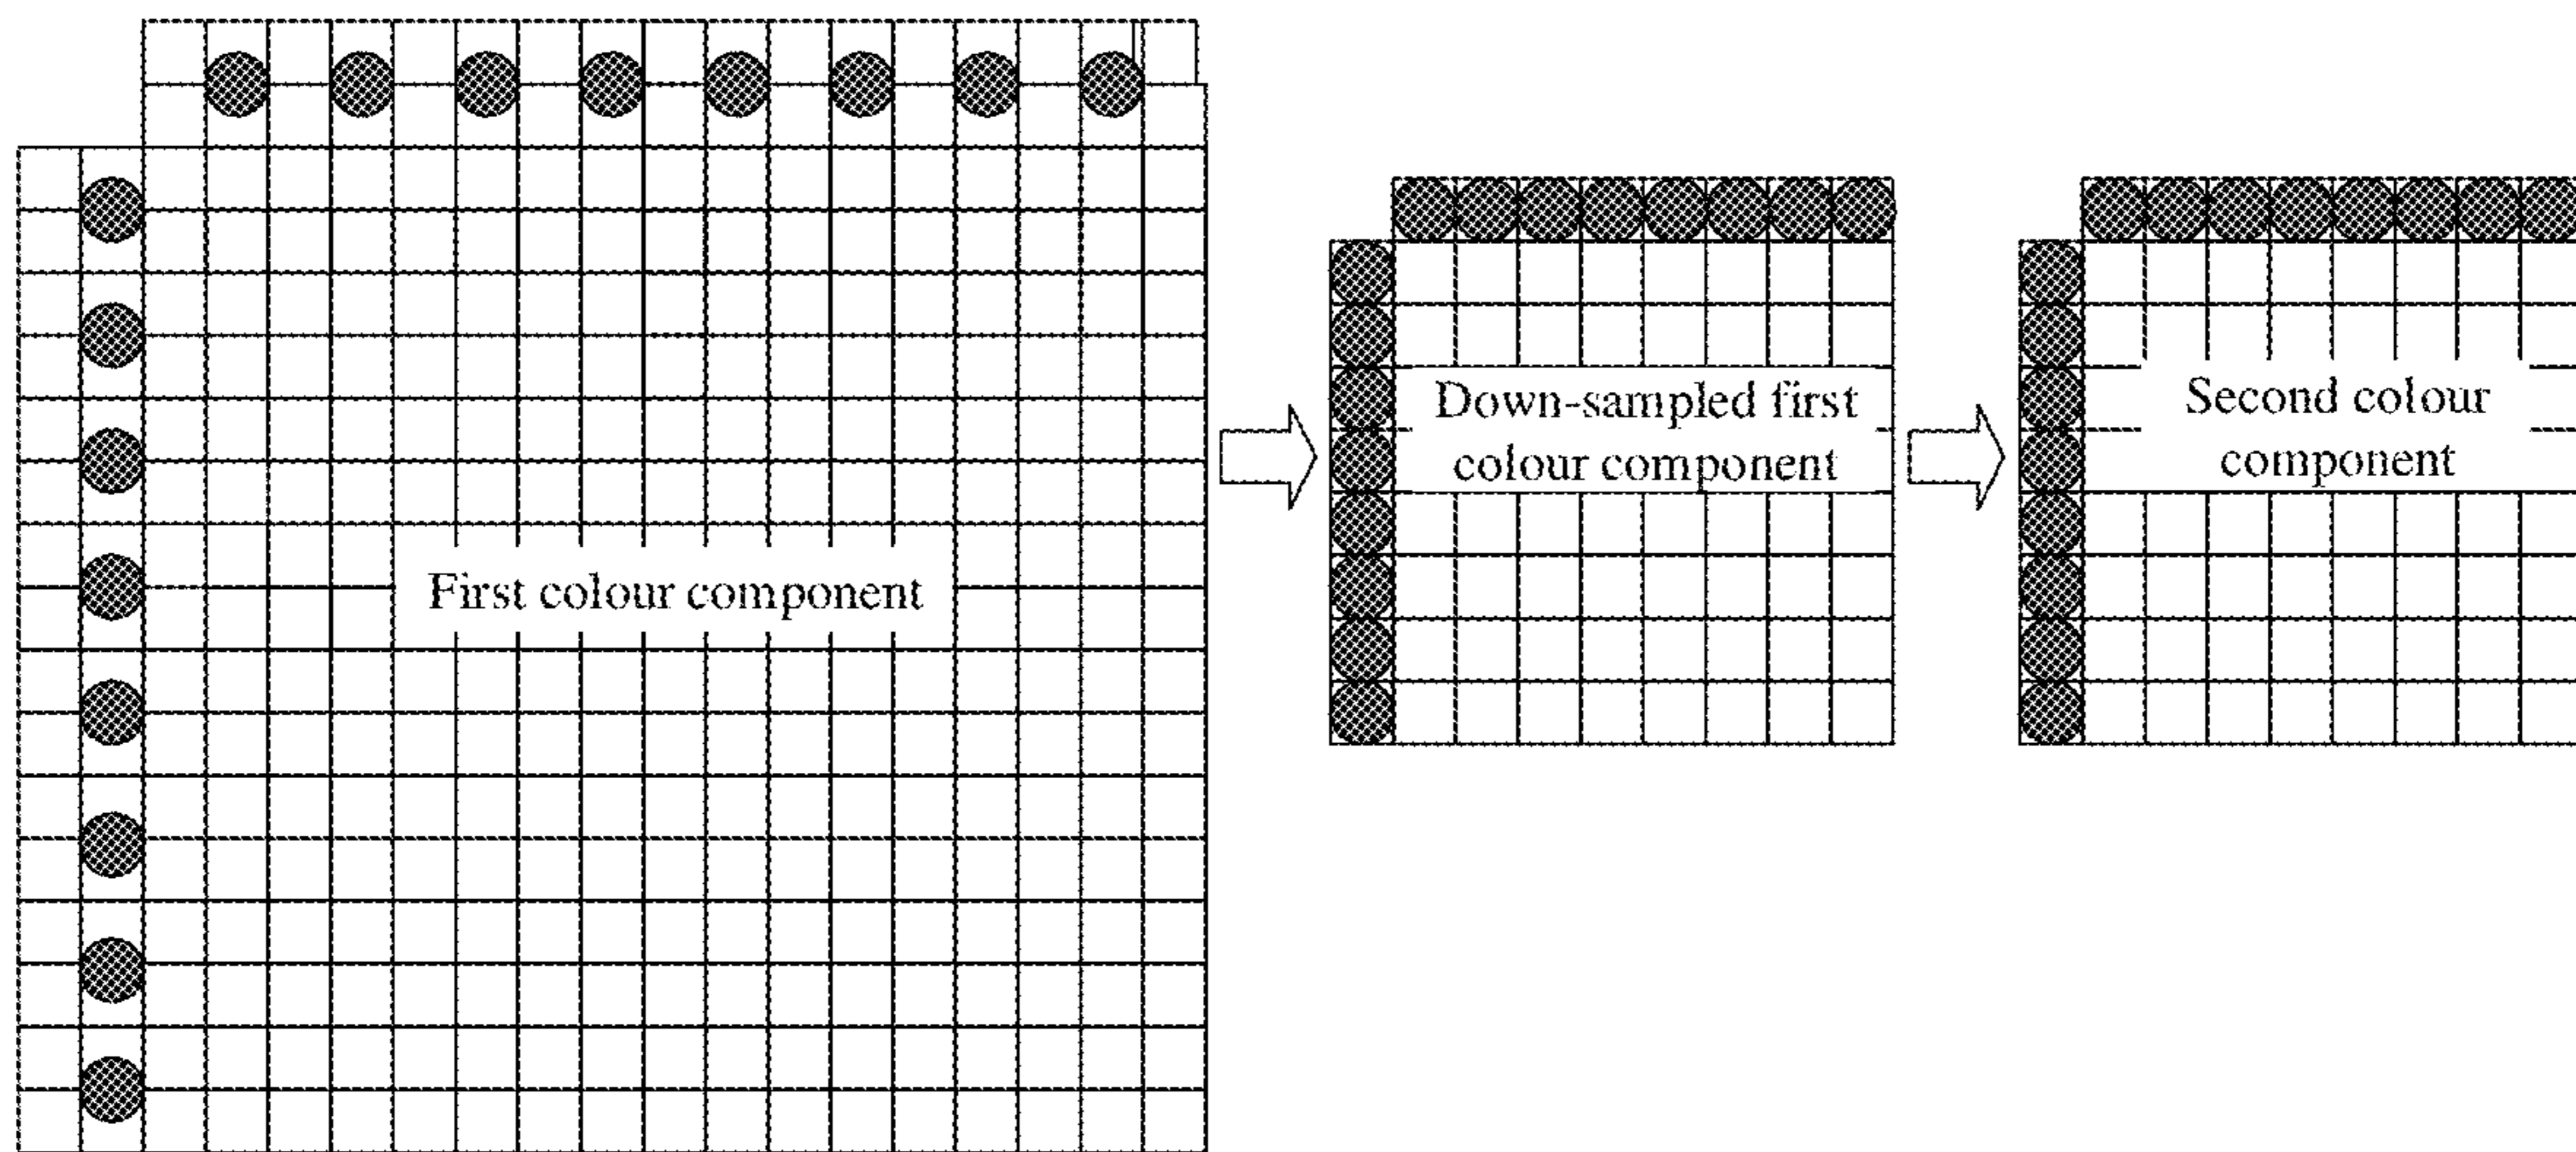 First colour component
Down-sampled first
colour component
Second colour
component